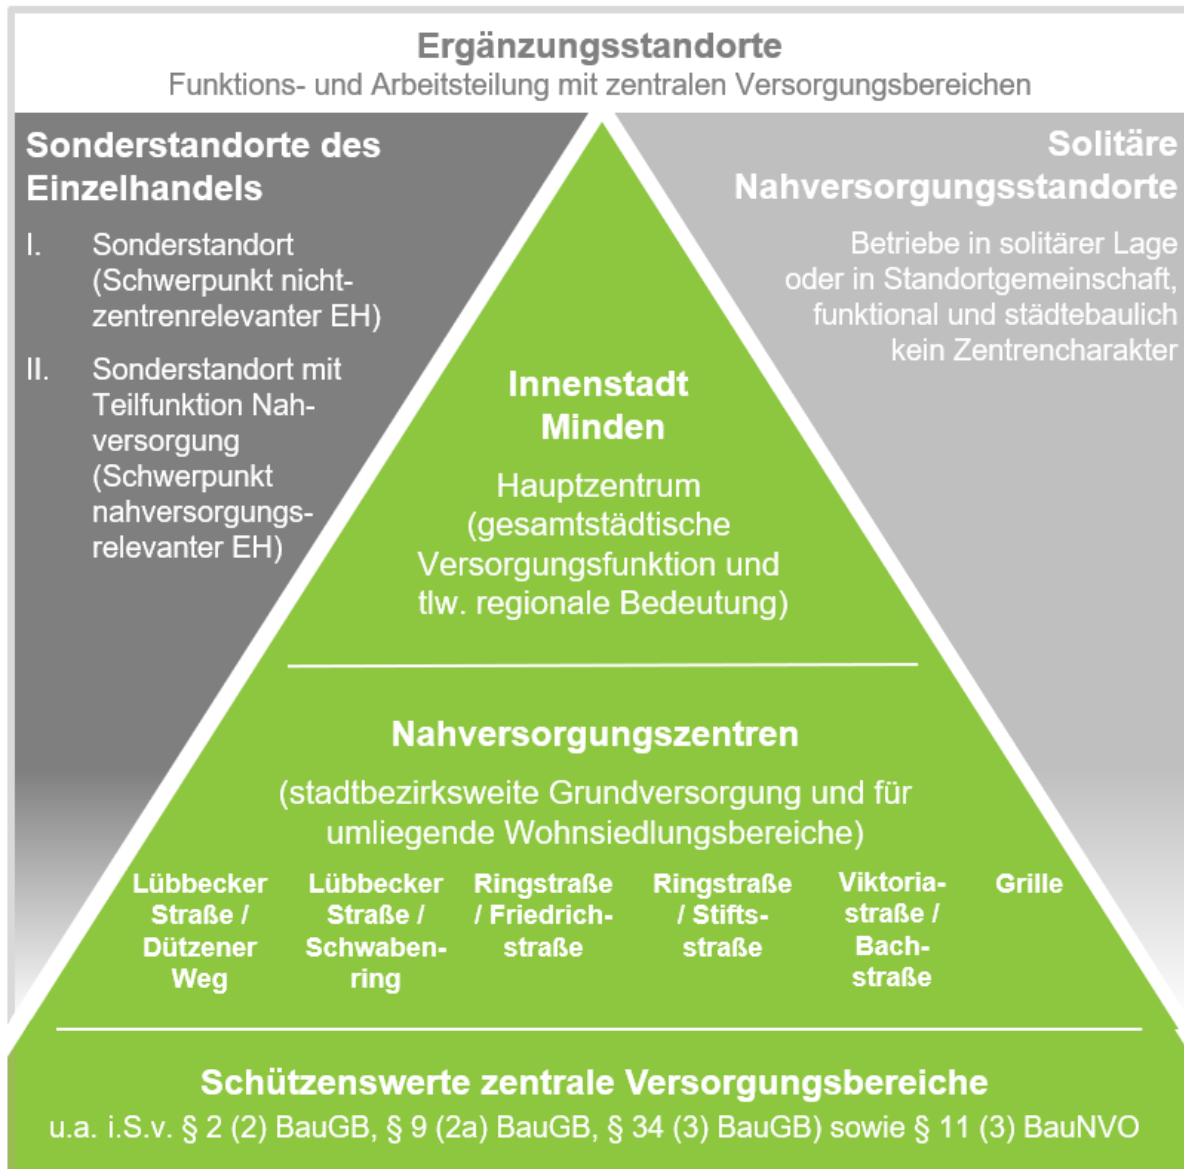 Ergänzungsstandorte
Funktions- und Arbeitsteilung mit zentralen Versorgungsbereichen
Sonderstandorte des
Einzelhandels
I. Sonderstandort
(Schwerpunkt nicht-
zentrenrelevanter EH)
II. Sonderstandort mit
Teilfunktion Nah-
versorgung
(Schwerpunkt
nahversorgungs-
relevanter EH)
Solitäre
Nahversorgungsstandorte
Betriebe in solitärer Lage
oder in Standortgemeinschaft,
funktional und städtebaulich
kein Zentrencharakter
Innenstadt
Minden
Hauptzentrum
(gesamtstädtische
Versorgungsfunktion und
tlw. regionale Bedeutung)
Nahversorgungszentren
(stadtbezirksweite Grundversorgung und für
umliegende Wohnsiedlungsbereiche)
Lübbecker
Straße /
Dützener
Weg
Lübbecker
Straße /
Schwaben-
ring
Ringstraße
/ Friedrich-
straße
Ringstraße
/ Stifts-
straße
Viktoria-
straße /
Bach-
straße
Grille
Schützenswerte zentrale Versorgungsbereiche
u.a. i.S.v. § 2 (2) BauGB, § 9 (2a) BauGB, § 34 (3) BauGB) sowie § 11 (3) BauNVO